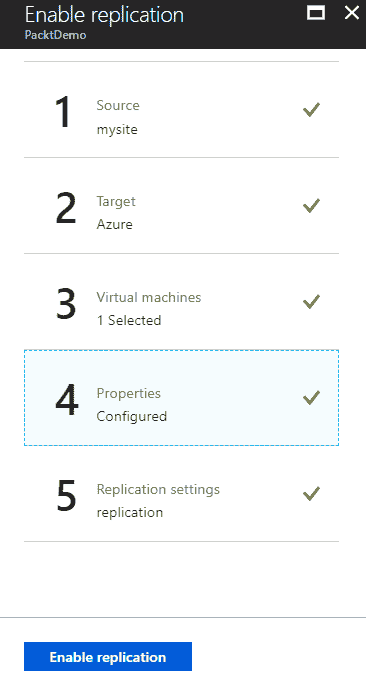 Enable replication
PacktDemo
1
Source
mysite
2
Target
Azure
3
Virtual machines
1 Selected
4
Properties
Configured
5
Replication settings
replication
Enable replication